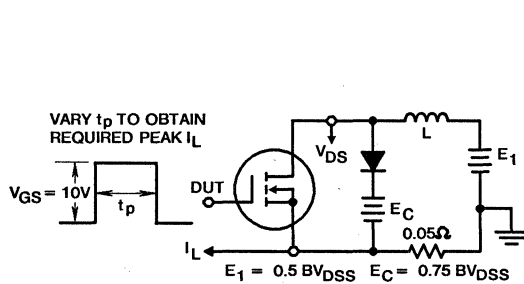 VARY tp TO OBTAIN
REQUIRED PEAK IL
VGS = 10V
tp
DUT
VDS
L
E1
EC
0.05Ω
IL
E1 = 0.5 BVDSS EC = 0.75 BVDSS